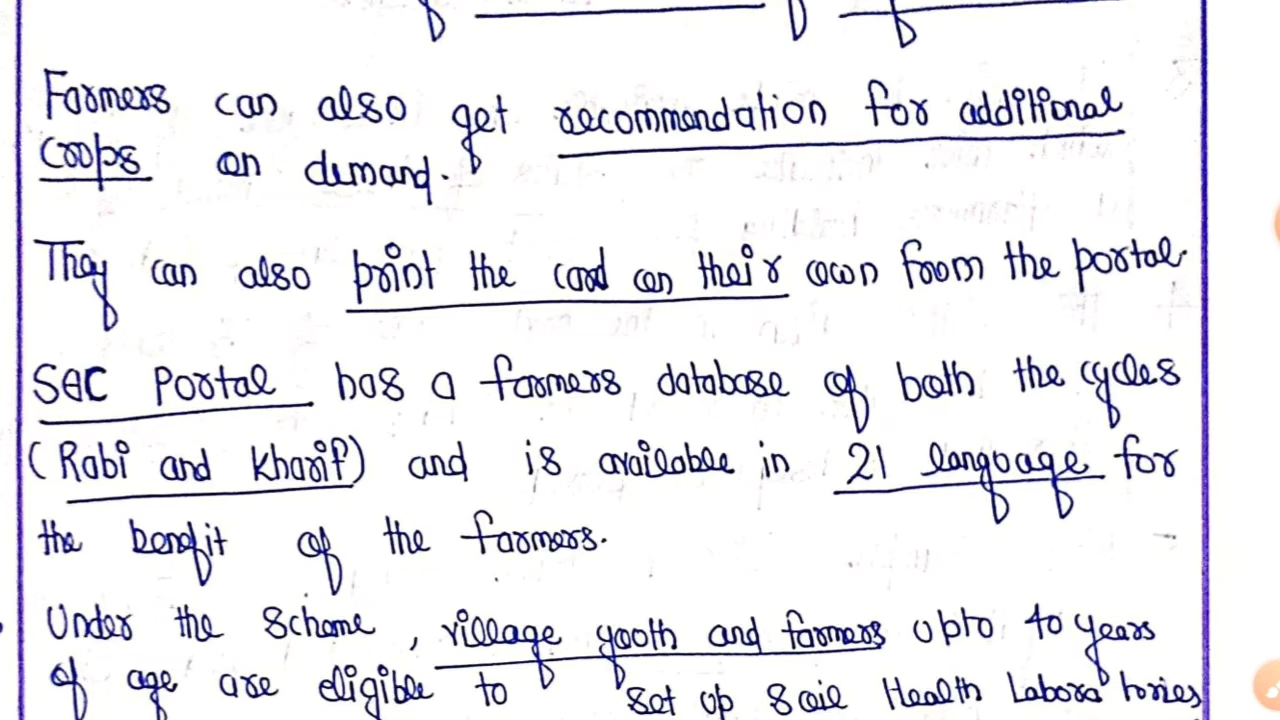 Farmers can also get recommendation for additional
crops on demand.
They can also print the card on their own from the portal.
SHC Portal has a farmers database of both the cycles
(Rabi and Kharif) and is available in 21 language for
the benefit of the farmers.
Under the scheme, village youth and farmers upto 40 years
of age are eligible to set up Soil Health Laboratories,